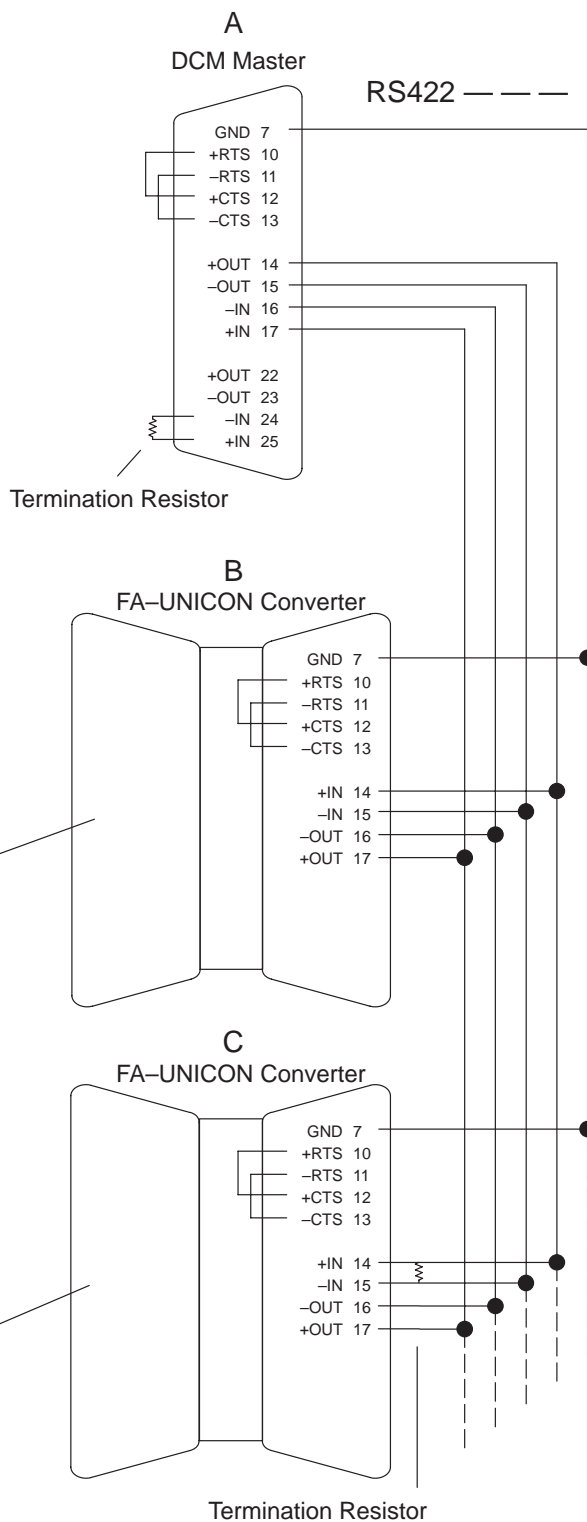 A
DCM Master
RS422 — — —
GND 7
+RTS 10
–RTS 11
+CTS 12
–CTS 13
+OUT 14
–OUT 15
–IN 16
+IN 17
+OUT 22
–OUT 23
–IN 24
+IN 25
Termination Resistor
B
FA–UNICON Converter
GND 7
+RTS 10
–RTS 11
+CTS 12
–CTS 13
+IN 14
–IN 15
–OUT 16
+OUT 17
C
FA–UNICON Converter
GND 7
+RTS 10
–RTS 11
+CTS 12
–CTS 13
+IN 14
–IN 15
–OUT 16
+OUT 17
Termination Resistor